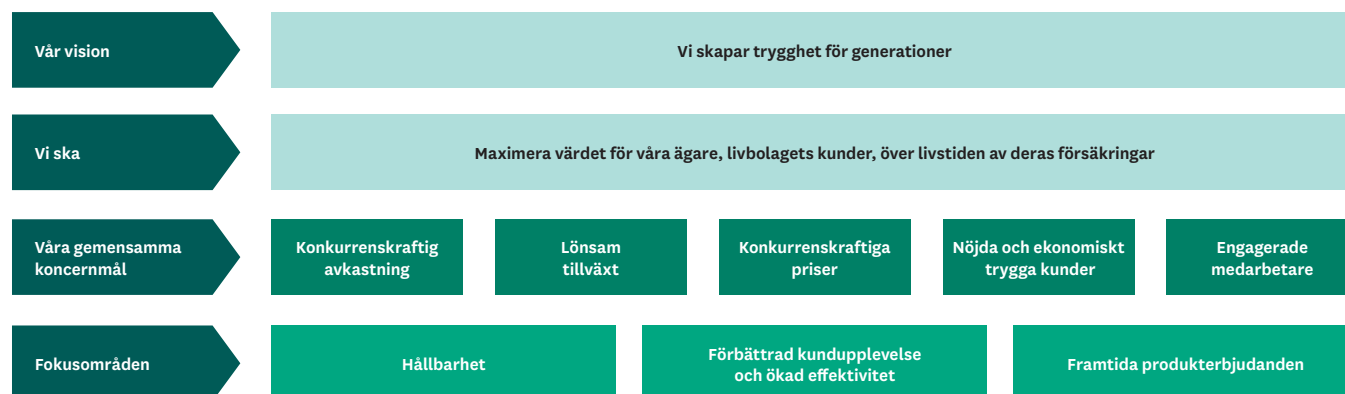 Vår vision
Vi skapar trygghet för generationer
Vi ska
Maximera värdet för våra ägare, livbolagets kunder, över livstiden av deras försäkringar
Våra gemensamma
koncernmål
Konkurrenskraftig
avkastning
Lönsam
tillväxt
Konkurrenskraftiga
priser
Nöjda och ekonomiskt
trygga kunder
Engagerade
medarbetare
Fokusområden
Hållbarhet
Förbättrad kundupplevelse
och ökad effektivitet
Framtida produkterbjudanden